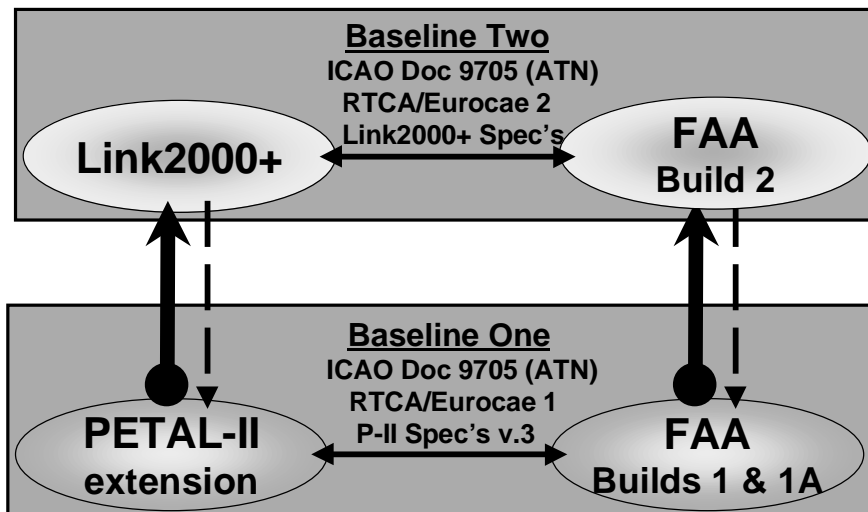 Baseline Two
ICAO Doc 9705 (ATN)
RTCA/Eurocae 2
Link2000+ Spec's
Link2000+
FAA
Build 2
Baseline One
ICAO Doc 9705 (ATN)
RTCA/Eurocae 1
P-II Spec's v.3
PETAL-II
extension
FAA
Builds 1 & 1A